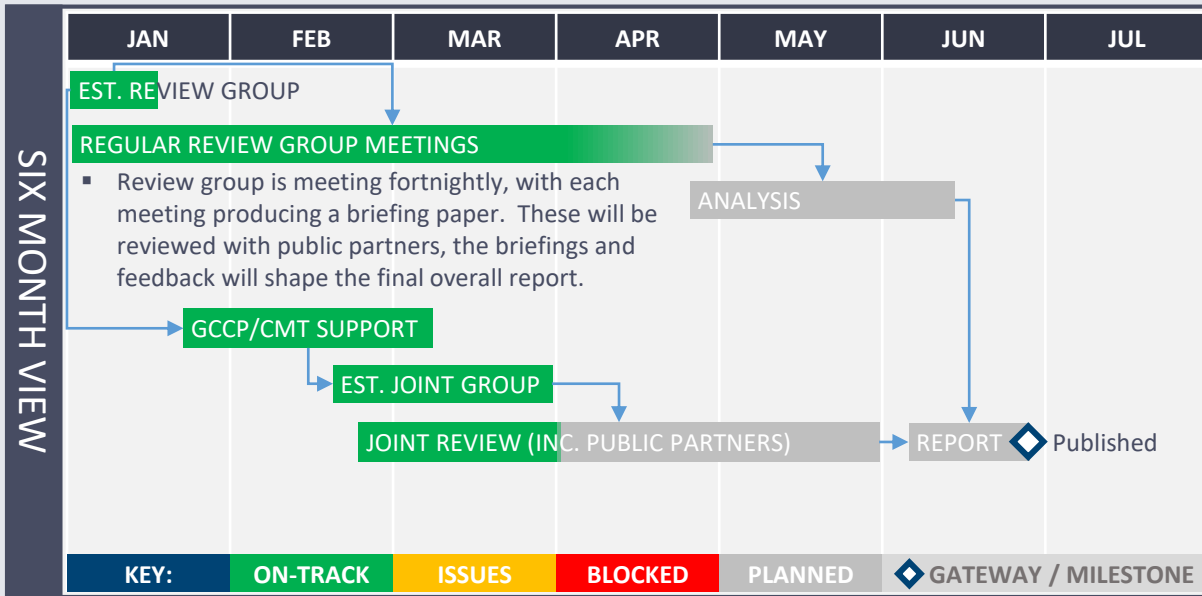 SIX MONTH VIEW
JAN FEB MAR APR MAY JUN JUL
EST. REVIEW GROUP
REGULAR REVIEW GROUP MEETINGS
▪ Review group is meeting fortnightly, with each
meeting producing a briefing paper. These will be
reviewed with public partners, the briefings and
feedback will shape the final overall report.
ANALYSIS
GCCP/CMT SUPPORT
EST. JOINT GROUP
JOINT REVIEW (INC. PUBLIC PARTNERS)
REPORT
Published
KEY: ON-TRACK ISSUES BLOCKED PLANNED GATEWAY / MILESTONE